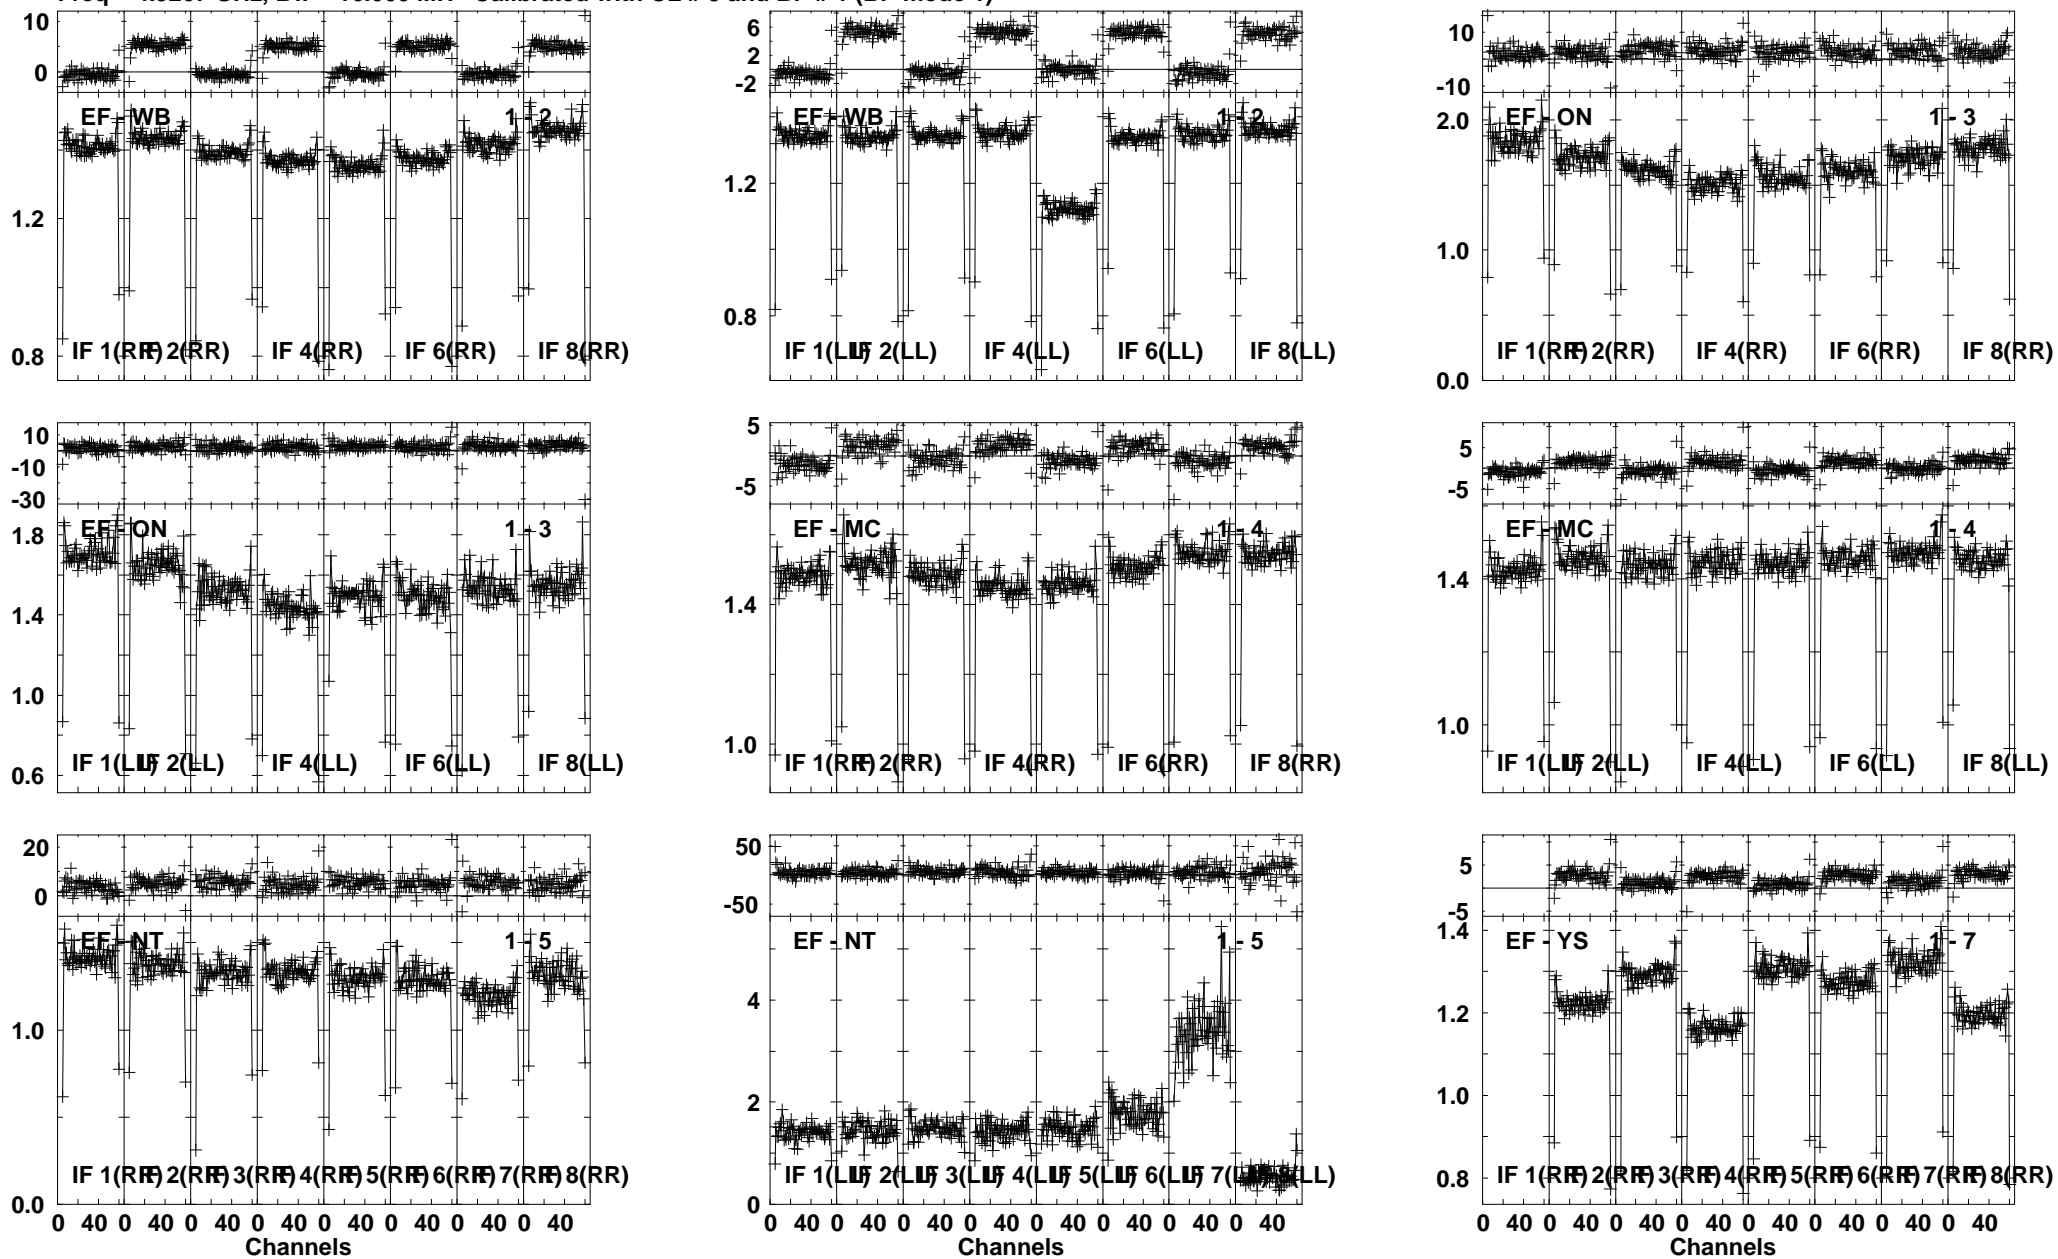 10
0
EF - WB
1 - 2
1.2
0.8
IF 1(RR)
IF 2(RR)
IF 4(RR)
IF 6(RR)
IF 8(RR)
6
2
-2
EF - WB
1 - 2
1.2
0.8
IF 1(LL)
IF 2(LL)
IF 4(LL)
IF 6(LL)
IF 8(LL)
10
-10
2.0
EF - ON
1 - 3
1.0
0.0
IF 1(RR)
IF 2(RR)
IF 4(RR)
IF 6(RR)
IF 8(RR)
10
-10
-30
1.8
EF - ON
1 - 3
1.4
1.0
0.6
IF 1(LL)
IF 2(LL)
IF 4(LL)
IF 6(LL)
IF 8(LL)
5
-5
EF - MC
1 - 4
1.4
1.0
IF 1(RR)
IF 2(RR)
IF 4(RR)
IF 6(RR)
IF 8(RR)
5
-5
EF - MC
1 - 4
1.4
1.0
IF 1(LL)
IF 2(LL)
IF 4(LL)
IF 6(LL)
IF 8(LL)
20
0
EF - NT
1 - 5
1.0
0.0
IF 1(RR)
IF 2(RR)
IF 3(RR)
IF 4(RR)
IF 5(RR)
IF 6(RR)
IF 7(RR)
IF 8(RR)
0 40 0 40 0 40 0 40 0 40 0 40 0 40 0 40
Channels
50
-50
EF - NT
1 - 5
4
2
0
IF 1(LL)
IF 2(LL)
IF 3(LL)
IF 4(LL)
IF 5(LL)
IF 6(LL)
IF 7(LL)
IF 8(LL)
0 40 0 40 0 40 0 40 0 40 0 40 0 40 0 40
Channels
5
-5
1.4
EF - YS
1 - 7
1.2
1.0
0.8
IF 1(RR)
IF 2(RR)
IF 3(RR)
IF 4(RR)
IF 5(RR)
IF 6(RR)
IF 7(RR)
IF 8(RR)
0 40 0 40 0 40 0 40 0 40 0 40 0 40 0 40
Channels